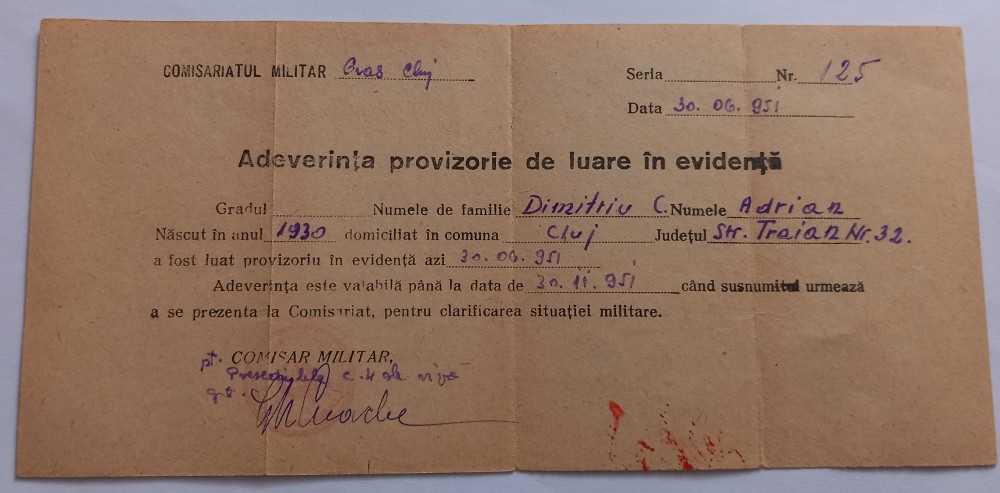 COMISARIATUL MILITAR Oras Cluj
Seria Nr. 125
Data 30. 06. 951
Adeverința provizorie de luare în evidență
Gradul Numele de familie Dimitriu C. Numele Adrian
Născut în anul 1930 domiciliat în comuna Cluj Județul Str. Traian Nr. 32.
a fost luat provizoriu în evidență azi 30. 06. 951
Adeverința este valabilă până la data de 30. 11. 951 când susnumitul urmează
a se prezenta la Comisariat, pentru clarificarea situației militare.
pt. COMISAR MILITAR,